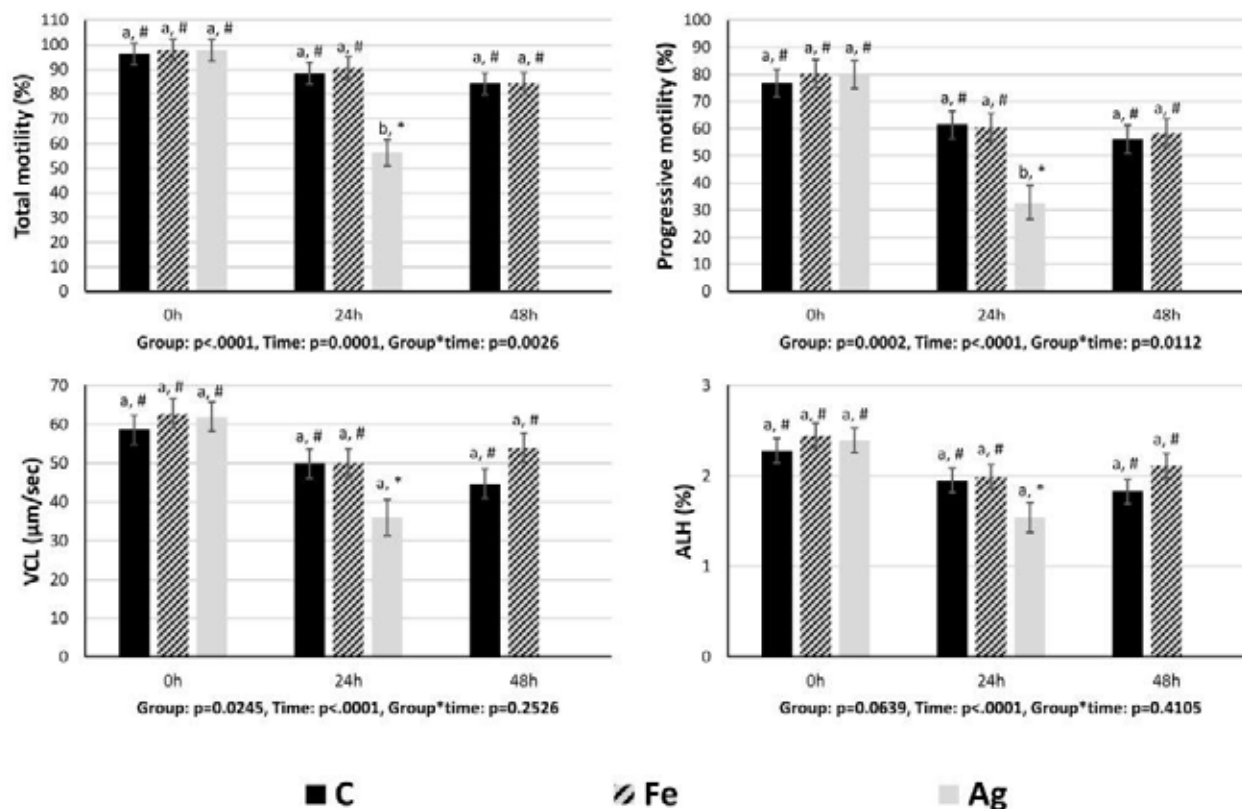 Total motility (%)
110
100
90
80
70
60
50
40
30
20
10
0
a, # a, # a, #
a, # a, #
b, *
a, # a, #
0h 24h 48h
Group: p<.0001, Time: p=0.0001, Group*time: p=0.0026
Progressive motility (%)
100
90
80
70
60
50
40
30
20
10
0
a, # a, # a, #
a, # a, #
b, *
a, # a, #
0h 24h 48h
Group: p=0.0002, Time: p<.0001, Group*time: p=0.0112
VCL (µm/sec)
70
60
50
40
30
20
10
0
a, # a, # a, #
a, # a, #
a, *
a, # a, #
0h 24h 48h
Group: p=0.0245, Time: p<.0001, Group*time: p=0.2526
ALH (%)
3
2
1
0
a, # a, # a, #
a, # a, #
a, *
a, # a, #
0h 24h 48h
Group: p=0.0639, Time: p<.0001, Group*time: p=0.4105
C Fe Ag